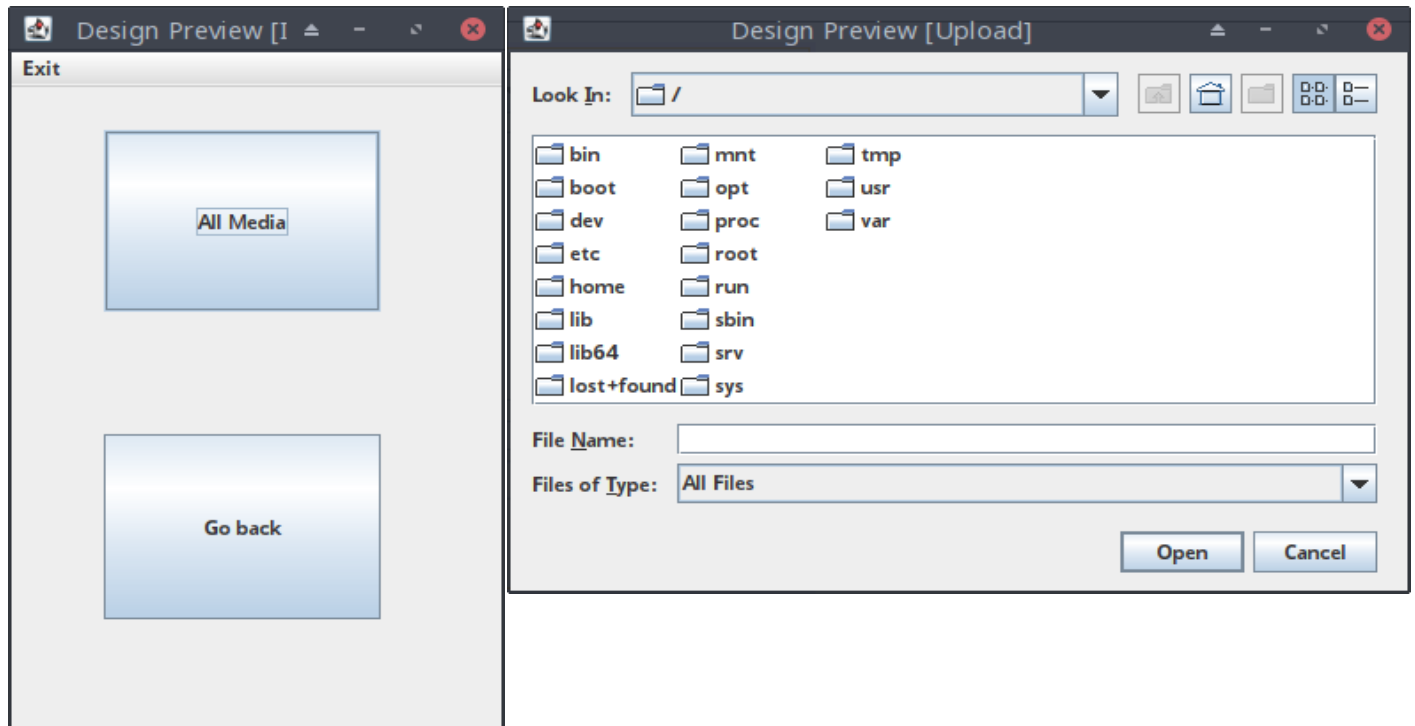 Design Preview [I
Exit
All Media
Go back
Design Preview [Upload]
Look In: /
bin mnt tmp
boot opt usr
dev proc var
etc root
home run
lib sbin
lib64 srv
lost+found sys
File Name:
Files of Type: All Files
Open Cancel